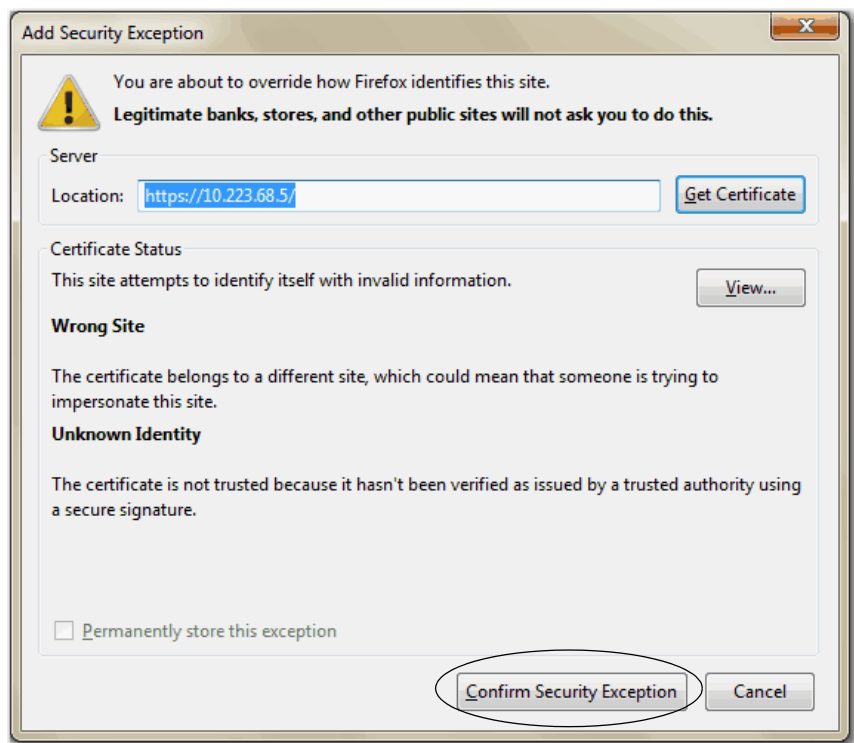 Add Security Exception
You are about to override how Firefox identifies this site.
Legitimate banks, stores, and other public sites will not ask you to do this.
Server
Location: https://10.223.68.5/ Get Certificate
Certificate Status
This site attempts to identify itself with invalid information.
View...
Wrong Site
The certificate belongs to a different site, which could mean that someone is trying to
impersonate this site.
Unknown Identity
The certificate is not trusted because it hasn't been verified as issued by a trusted authority using
a secure signature.
Permanently store this exception
Confirm Security Exception Cancel